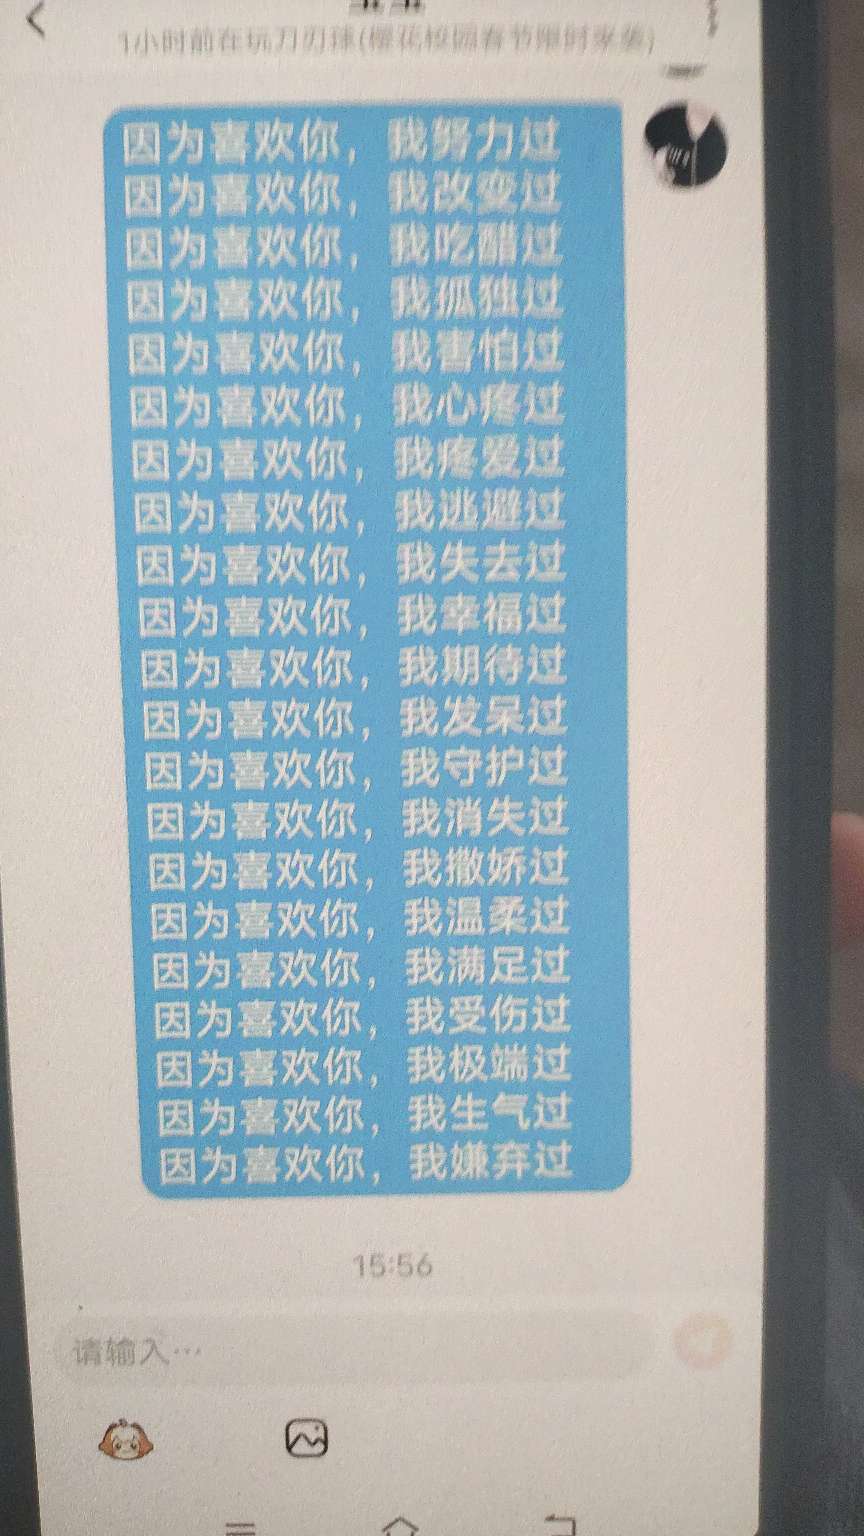 1小时前在玩刀刃球(樱花校园春节限时来袭)
因为喜欢你，我努力过
因为喜欢你，我改变过
因为喜欢你，我吃醋过
因为喜欢你，我孤独过
因为喜欢你，我害怕过
因为喜欢你，我心疼过
因为喜欢你，我疼爱过
因为喜欢你，我逃避过
因为喜欢你，我失去过
因为喜欢你，我幸福过
因为喜欢你，我期待过
因为喜欢你，我发呆过
因为喜欢你，我守护过
因为喜欢你，我消失过
因为喜欢你，我撒娇过
因为喜欢你，我温柔过
因为喜欢你，我满足过
因为喜欢你，我受伤过
因为喜欢你，我极端过
因为喜欢你，我生气过
因为喜欢你，我嫌弃过
15:56
请输入…